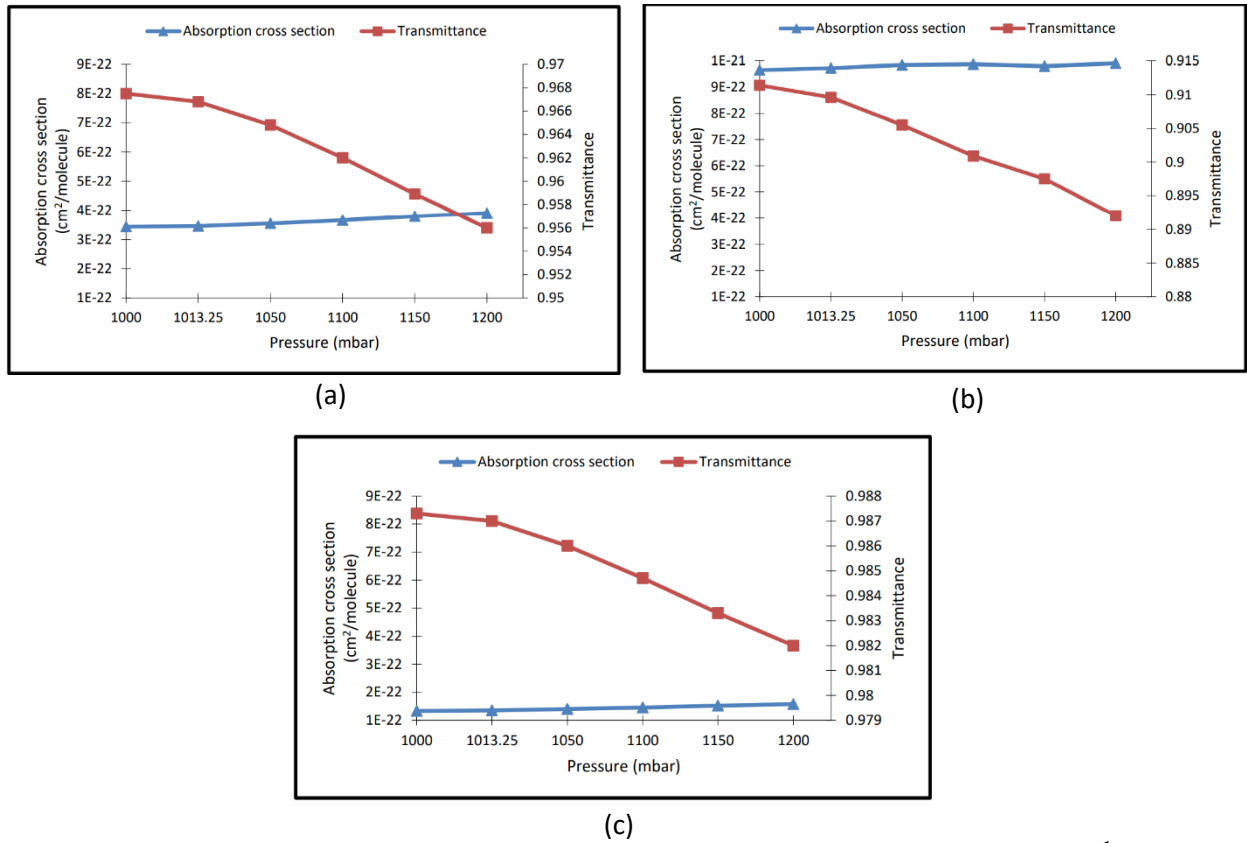 Absorption cross section Transmittance
Absorption cross section
(cm²/molecule)
9E-22
8E-22
7E-22
6E-22
5E-22
4E-22
3E-22
2E-22
1E-22
0.97
0.968
0.966
0.964
0.962
0.96
0.958
0.956
0.954
0.952
0.95
Transmittance
1000 1013.25 1050 1100 1150 1200
Pressure (mbar)
(a)
Absorption cross section Transmittance
Absorption cross section
(cm²/molecule)
1E-21
9E-22
8E-22
7E-22
6E-22
5E-22
4E-22
3E-22
2E-22
1E-22
0.915
0.91
0.905
0.9
0.895
0.89
0.885
0.88
Transmittance
1000 1013.25 1050 1100 1150 1200
Pressure (mbar)
(b)
Absorption cross section Transmittance
Absorption cross section
(cm²/molecule)
9E-22
8E-22
7E-22
6E-22
5E-22
4E-22
3E-22
2E-22
1E-22
0.988
0.987
0.986
0.985
0.984
0.983
0.982
0.981
0.98
0.979
Transmittance
1000 1013.25 1050 1100 1150 1200
Pressure (mbar)
(c)